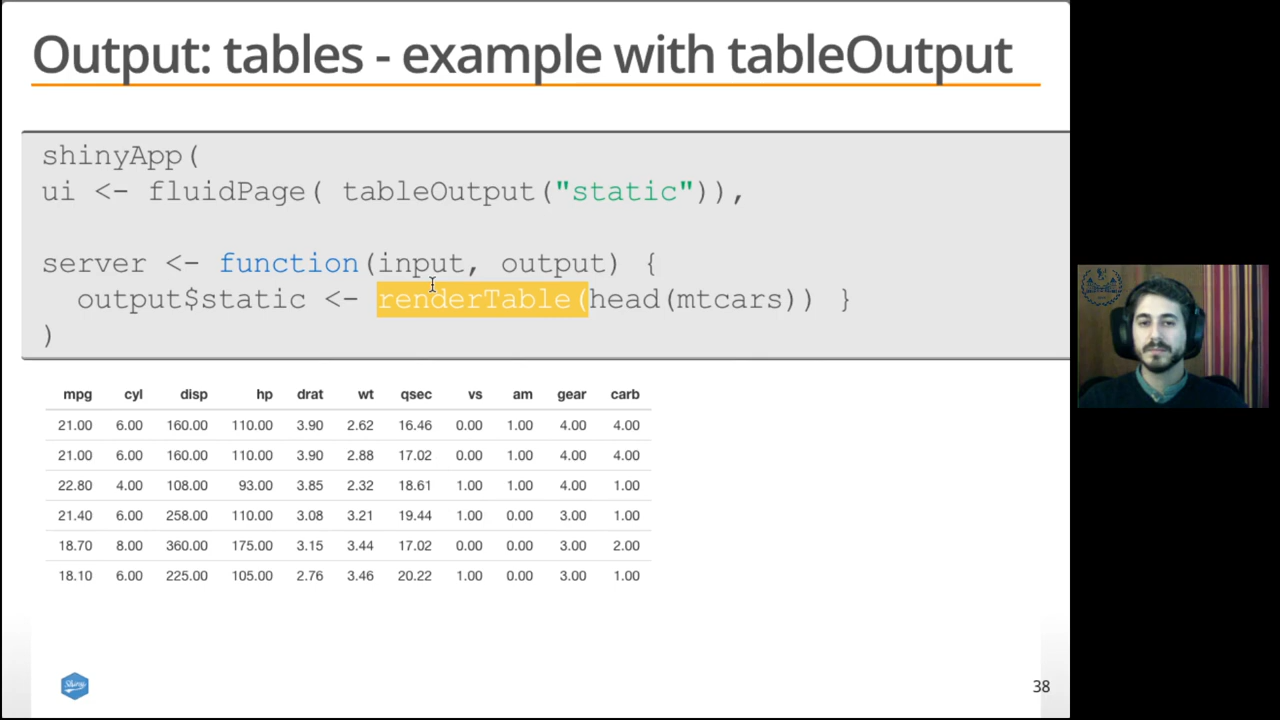 Output: tables - example with tableOutput
shinyApp(
ui <- fluidPage( tableOutput("static")),
server <- function(input, output) {
output$static <- renderTable(head(mtcars)) }
)
mpg cyl disp hp drat wt qsec vs am gear carb
21.00 6.00 160.00 110.00 3.90 2.62 16.46 0.00 1.00 4.00 4.00
21.00 6.00 160.00 110.00 3.90 2.88 17.02 0.00 1.00 4.00 4.00
22.80 4.00 108.00 93.00 3.85 2.32 18.61 1.00 1.00 4.00 1.00
21.40 6.00 258.00 110.00 3.08 3.21 19.44 1.00 0.00 3.00 1.00
18.70 8.00 360.00 175.00 3.15 3.44 17.02 0.00 0.00 3.00 2.00
18.10 6.00 225.00 105.00 2.76 3.46 20.22 1.00 0.00 3.00 1.00
Shiny
38